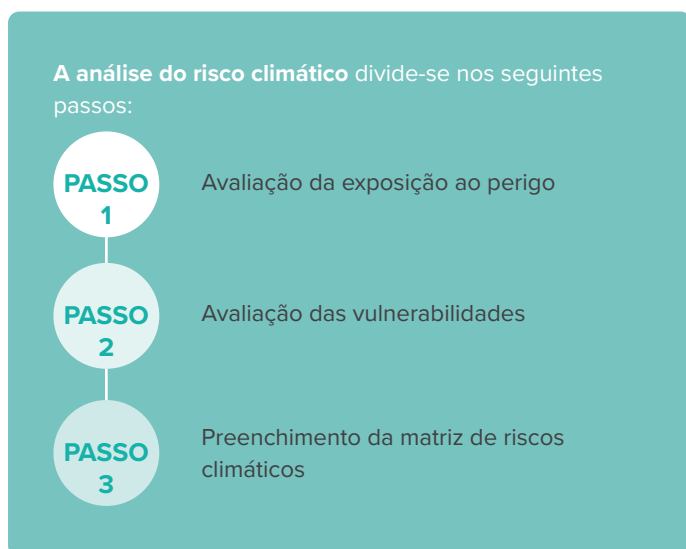 A análise do risco climático divide-se nos seguintes
passos:
PASSO
1
Avaliação da exposição ao perigo
PASSO
2
Avaliação das vulnerabilidades
PASSO
3
Preenchimento da matriz de riscos
climáticos